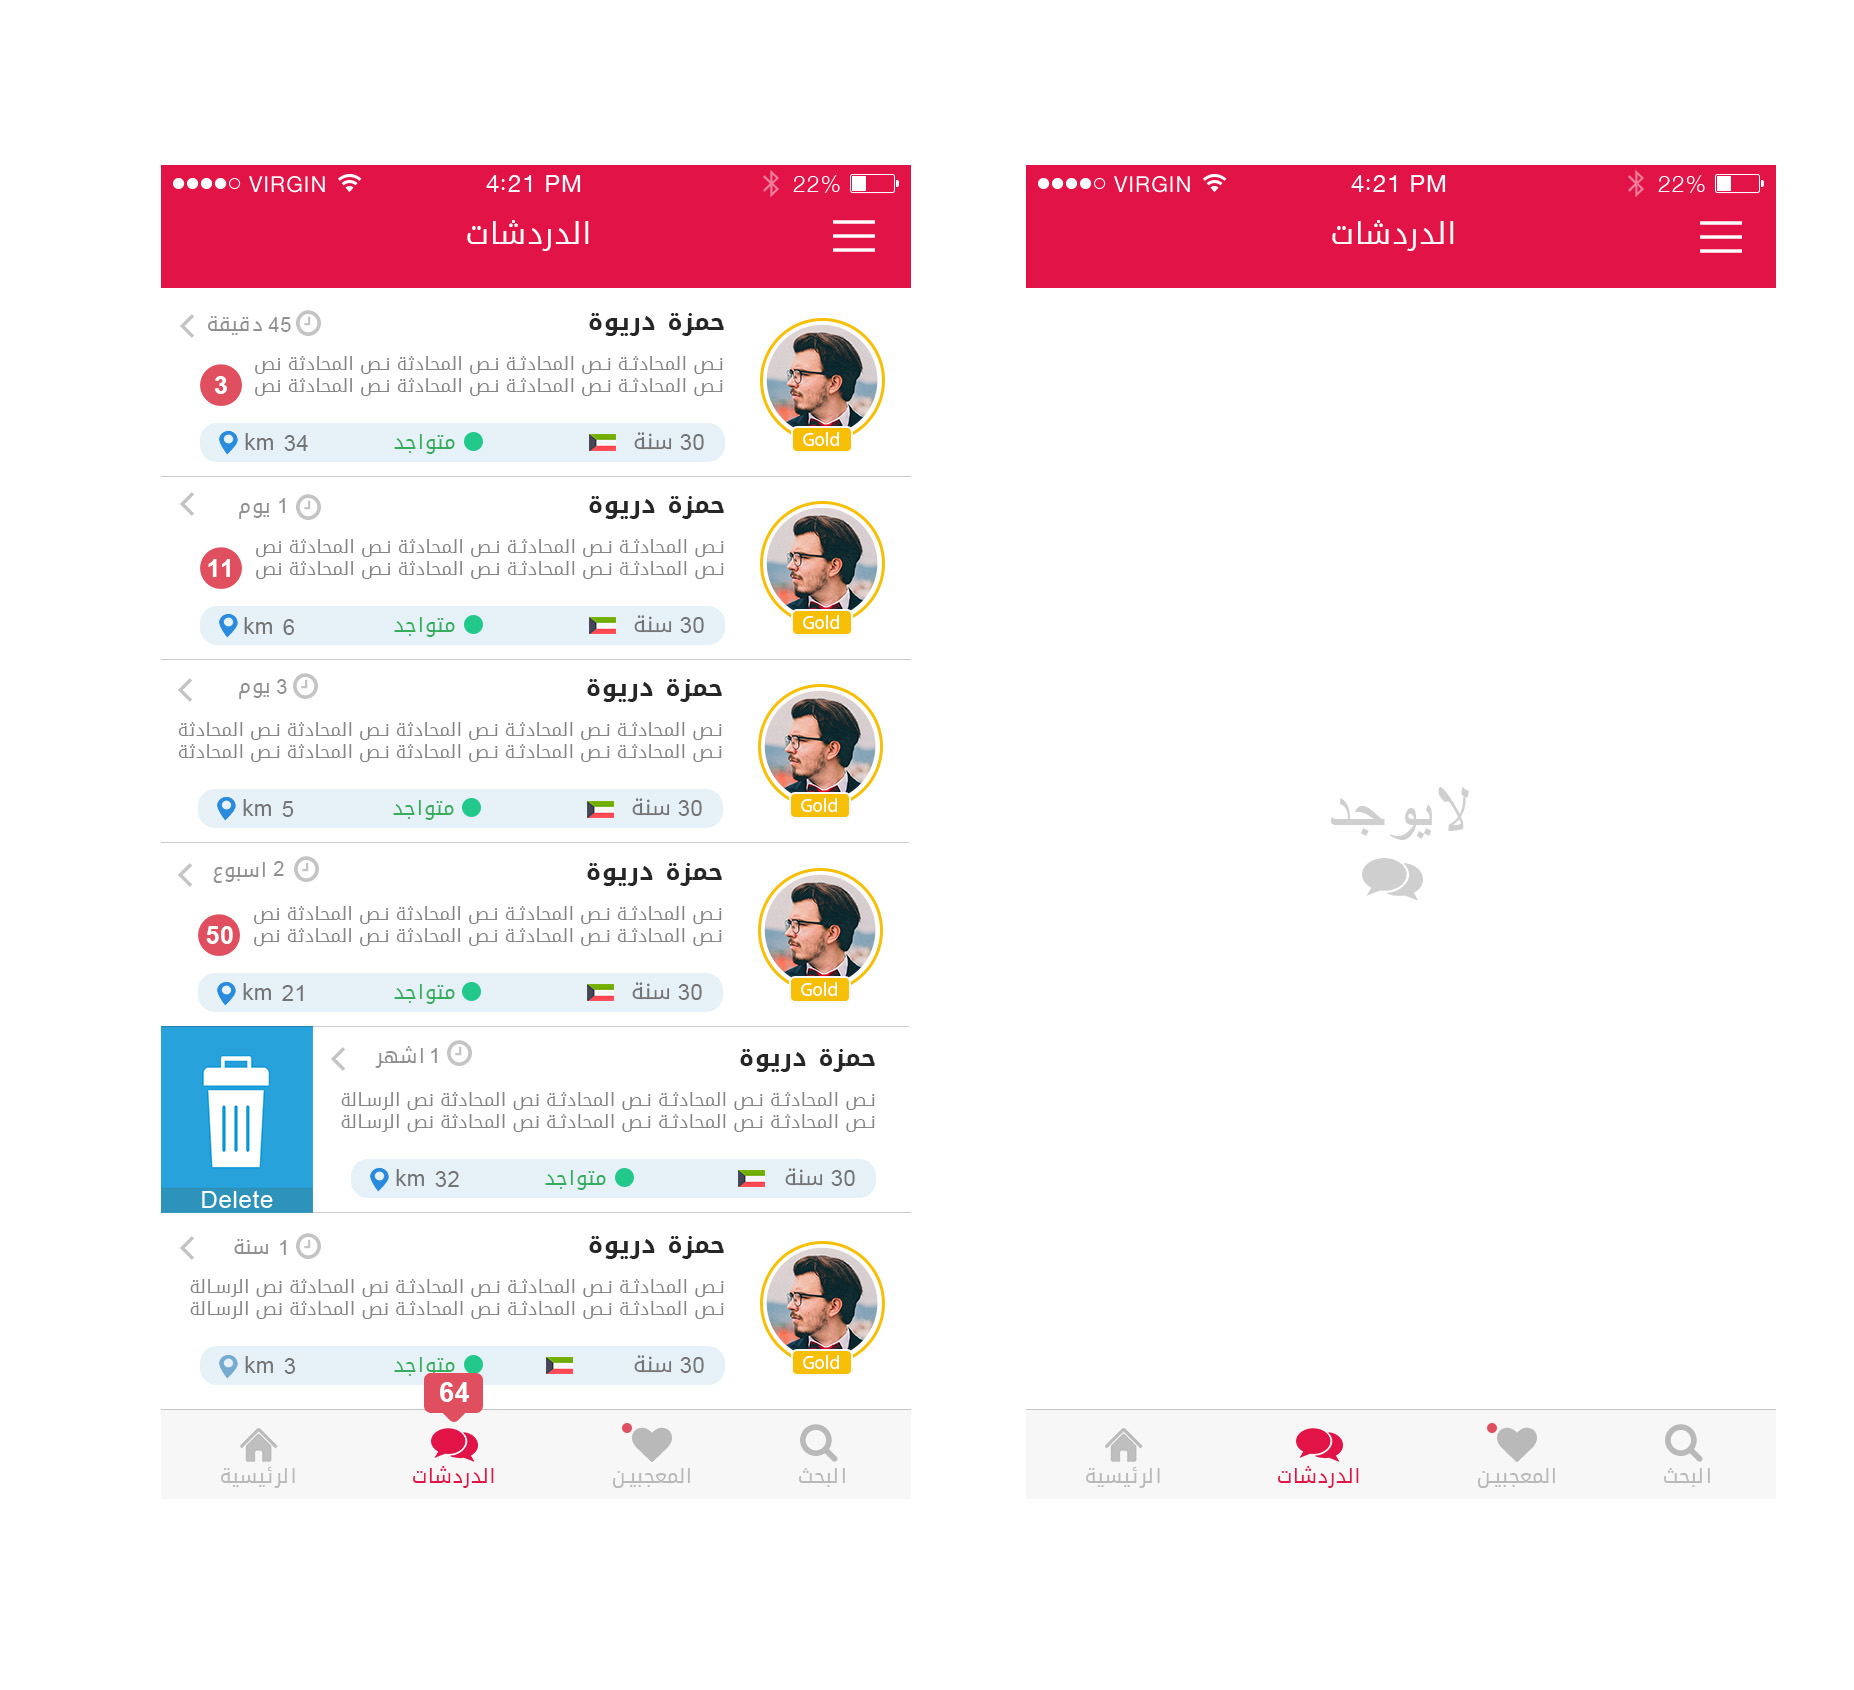 VIRGIN 4:21 PM 22%
الدردشات
حمزة دريوة
45 دقيقة
نص المحادثة نص المحادثة نص المحادثة نص المحادثة نص
نص المحادثة نص المحادثة نص المحادثة نص المحادثة نص
3
30 سنة
متواجد
km 34
Gold
حمزة دريوة
1 يوم
نص المحادثة نص المحادثة نص المحادثة نص المحادثة نص
نص المحادثة نص المحادثة نص المحادثة نص المحادثة نص
11
30 سنة
متواجد
km 6
Gold
حمزة دريوة
3 يوم
نص المحادثة نص المحادثة نص المحادثة نص المحادثة نص المحادثة
نص المحادثة نص المحادثة نص المحادثة نص المحادثة نص المحادثة
30 سنة
متواجد
km 5
Gold
حمزة دريوة
2 اسبوع
نص المحادثة نص المحادثة نص المحادثة نص المحادثة نص
نص المحادثة نص المحادثة نص المحادثة نص المحادثة نص
50
30 سنة
متواجد
km 21
Gold
حمزة دريوة
1 اشهر
نص المحادثة نص المحادثة نص المحادثة نص المحادثة نص الرسالة
نص المحادثة نص المحادثة نص المحادثة نص المحادثة نص الرسالة
30 سنة
متواجد
km 32
Delete
حمزة دريوة
1 سنة
نص المحادثة نص المحادثة نص المحادثة نص المحادثة نص الرسالة
نص المحادثة نص المحادثة نص المحادثة نص المحادثة نص الرسالة
30 سنة
متواجد
km 3
Gold
64
البحث
المعجبين
الدردشات
الرئيسية
VIRGIN 4:21 PM 22%
الدردشات
لايوجد
البحث
المعجبين
الدردشات
الرئيسية